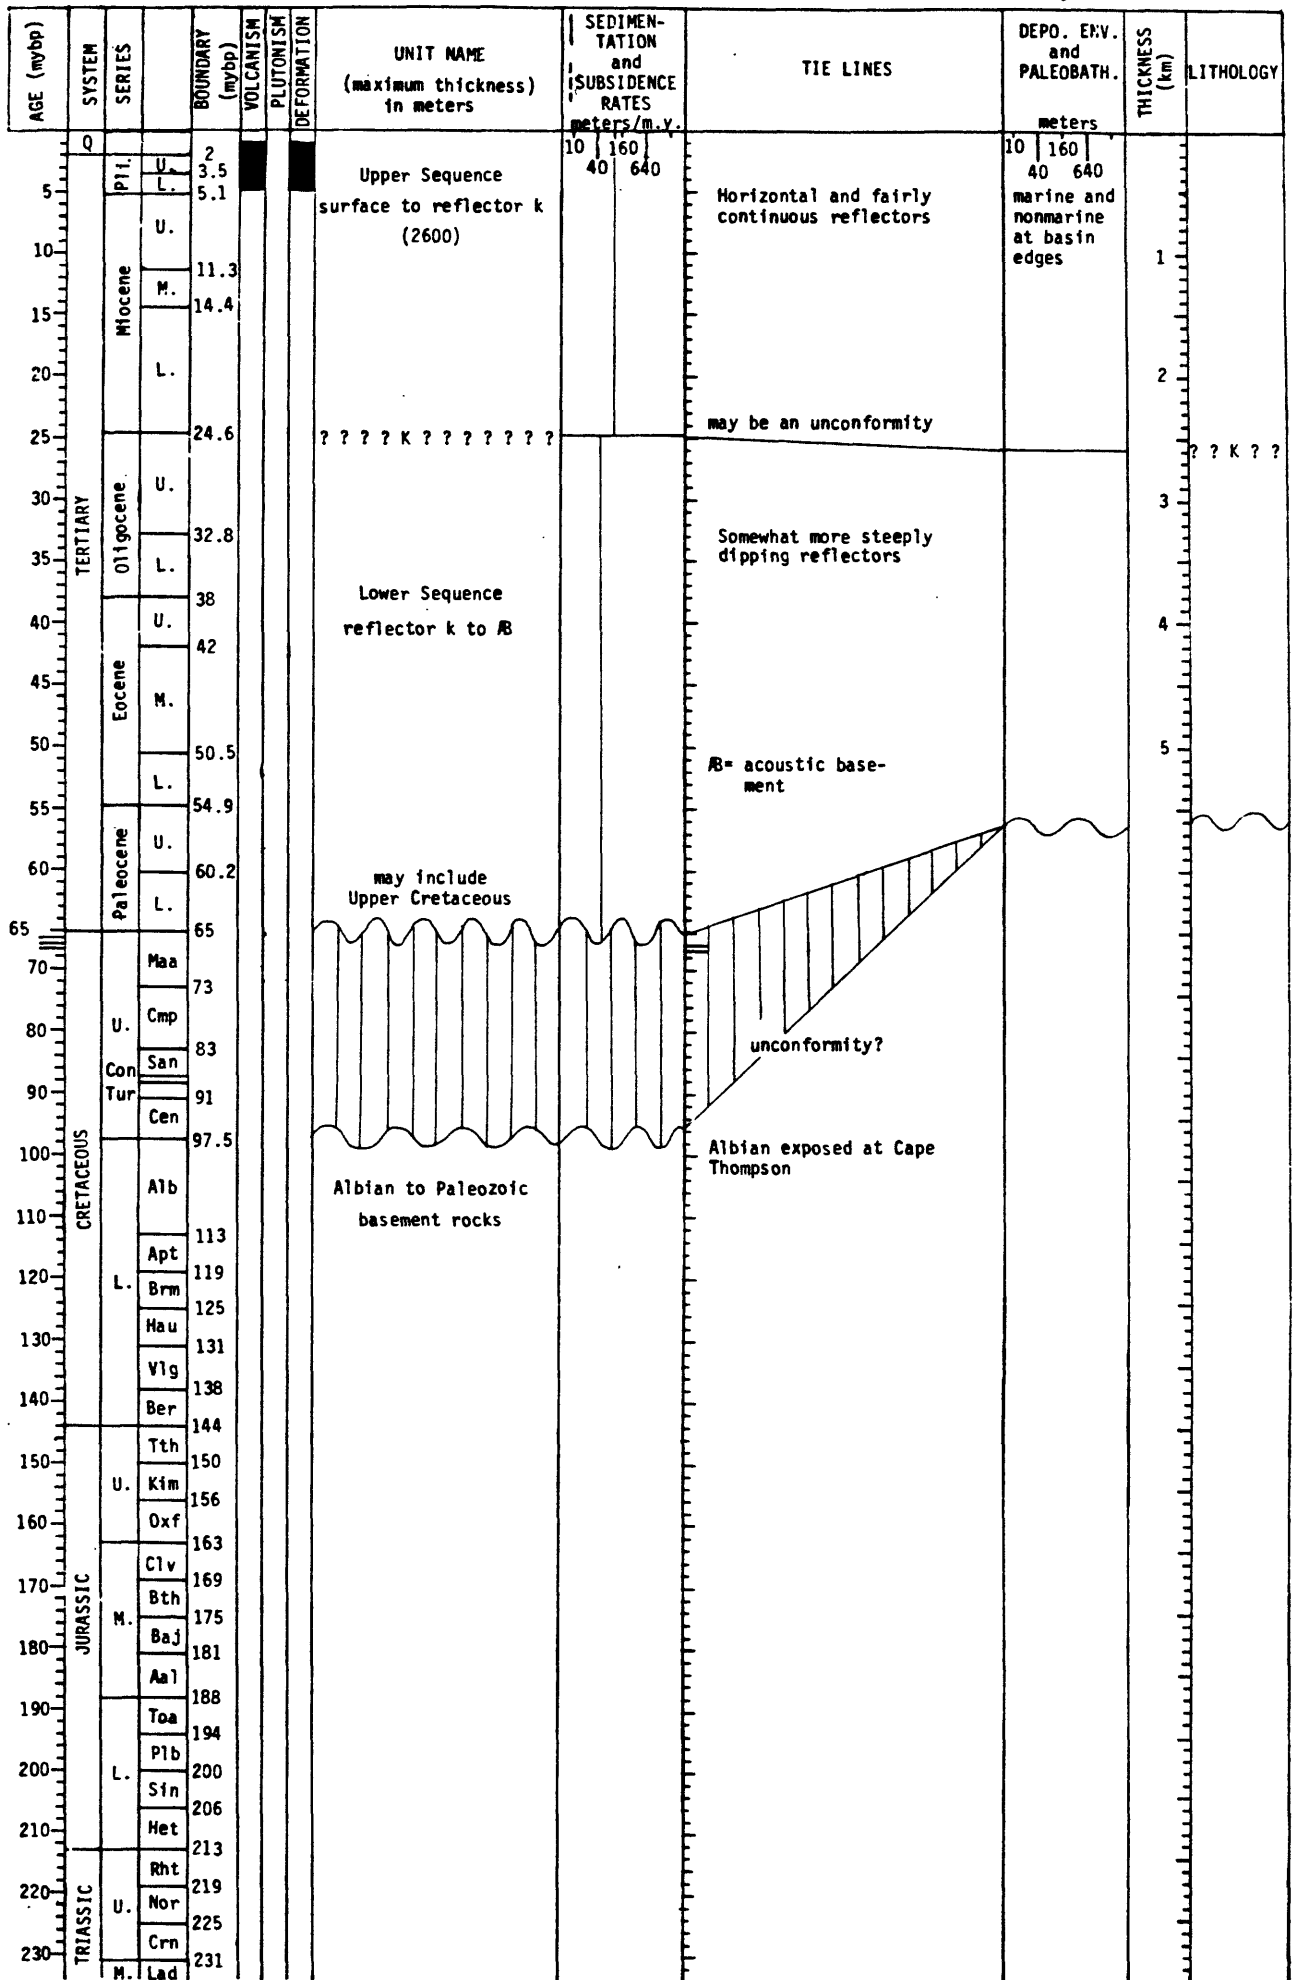 AGE (mybp)
SYSTEM
SERIES
BOUNDARY
(mybp)
VOLCANISM
PLUTONISM
DEFORMATION
UNIT NAME
(maximum thickness)
in meters
SEDIMEN-
TATION
and
SUBSIDENCE
RATES
meters/m.y.
TIE LINES
DEPO. ENV.
and
PALEOBATH.
meters
THICKNESS
(km)
LITHOLOGY
10 160
40 640
10 160
40 640
5
10
15
20
25
30
35
40
45
50
55
60
65
70
80
90
100
110
120
130
140
150
160
170
180
190
200
210
220
230
Q
TERTIARY
CRETACEOUS
JURASSIC
TRIASSIC
Pli.
Miocene
Oligocene
Eocene
Paleocene
U.
Con
Tur
L.
U.
M.
L.
U.
M.
U.
L.
U.
M.
L.
U.
L.
U.
M.
L.
U.
L.
Maa
Cmp
San
Cen
Alb
Apt
Brm
Hau
Vlg
Ber
Tth
Kim
Oxf
Clv
Bth
Baj
Aal
Toa
Plb
Sin
Het
Rht
Nor
Crn
Lad
2
3.5
5.1
11.3
14.4
24.6
32.8
38
42
50.5
54.9
60.2
65
73
83
91
97.5
113
119
125
131
138
144
150
156
163
169
175
181
188
194
200
206
213
219
225
231
Upper Sequence
surface to reflector k
(2600)
? ? ? ? K ? ? ? ? ? ? ?
Lower Sequence
reflector k to Æ
may include
Upper Cretaceous
Albian to Paleozoic
basement rocks
Horizontal and fairly
continuous reflectors
may be an unconformity
Somewhat more steeply
dipping reflectors
= acoustic base-
ment
unconformity?
Albian exposed at Cape
Thompson
marine and
nonmarine
at basin
edges
1
2
3
4
5
? ? K ? ?